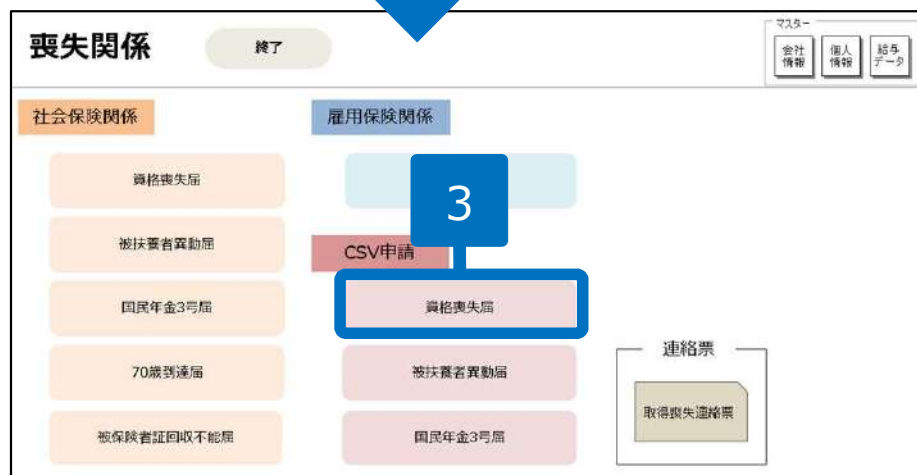 喪失関係
終了
マスター
会社
情報
個人
情報
給与
データ
社会保険関係
雇用保険関係
資格喪失届
被扶養者異動届
国民年金3号届
70歳到達届
被保険者証回収不能届
3
CSV申請
資格喪失届
被扶養者異動届
国民年金3号届
連絡票
取得喪失連絡票